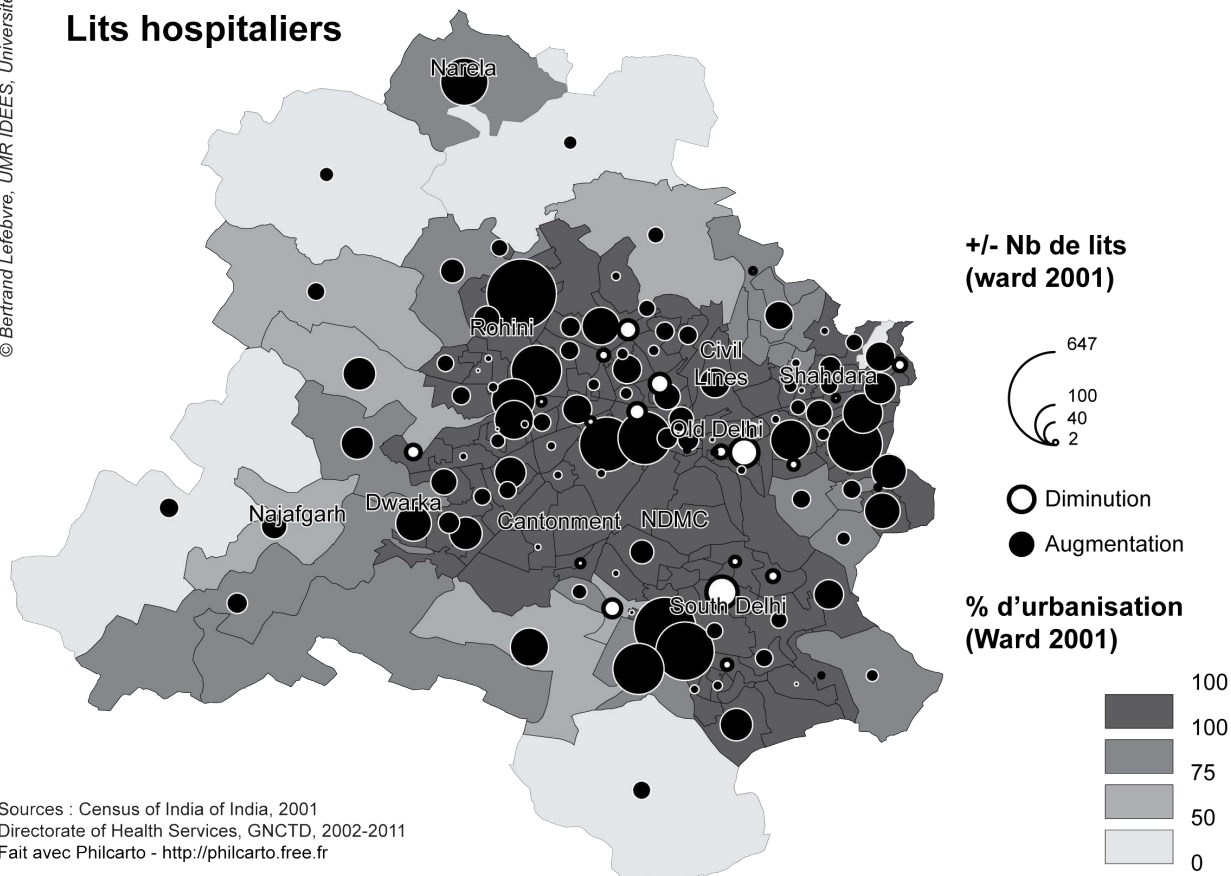 © Bertrand Lefebvre, UMR IDEES, Université
Lits hospitaliers
Narela
Rohini
Civil
Lines
Shahdara
Old Delhi
Najafgarh
Dwarka
Cantonment
NDMC
South Delhi
+/- Nb de lits
(ward 2001)
647
100
40
2
Diminution
Augmentation
% d’urbanisation
(Ward 2001)
100
100
75
50
0
Sources : Census of India of India, 2001
Directorate of Health Services, GNCTD, 2002-2011
Fait avec Philcarto - http://philcarto.free.fr